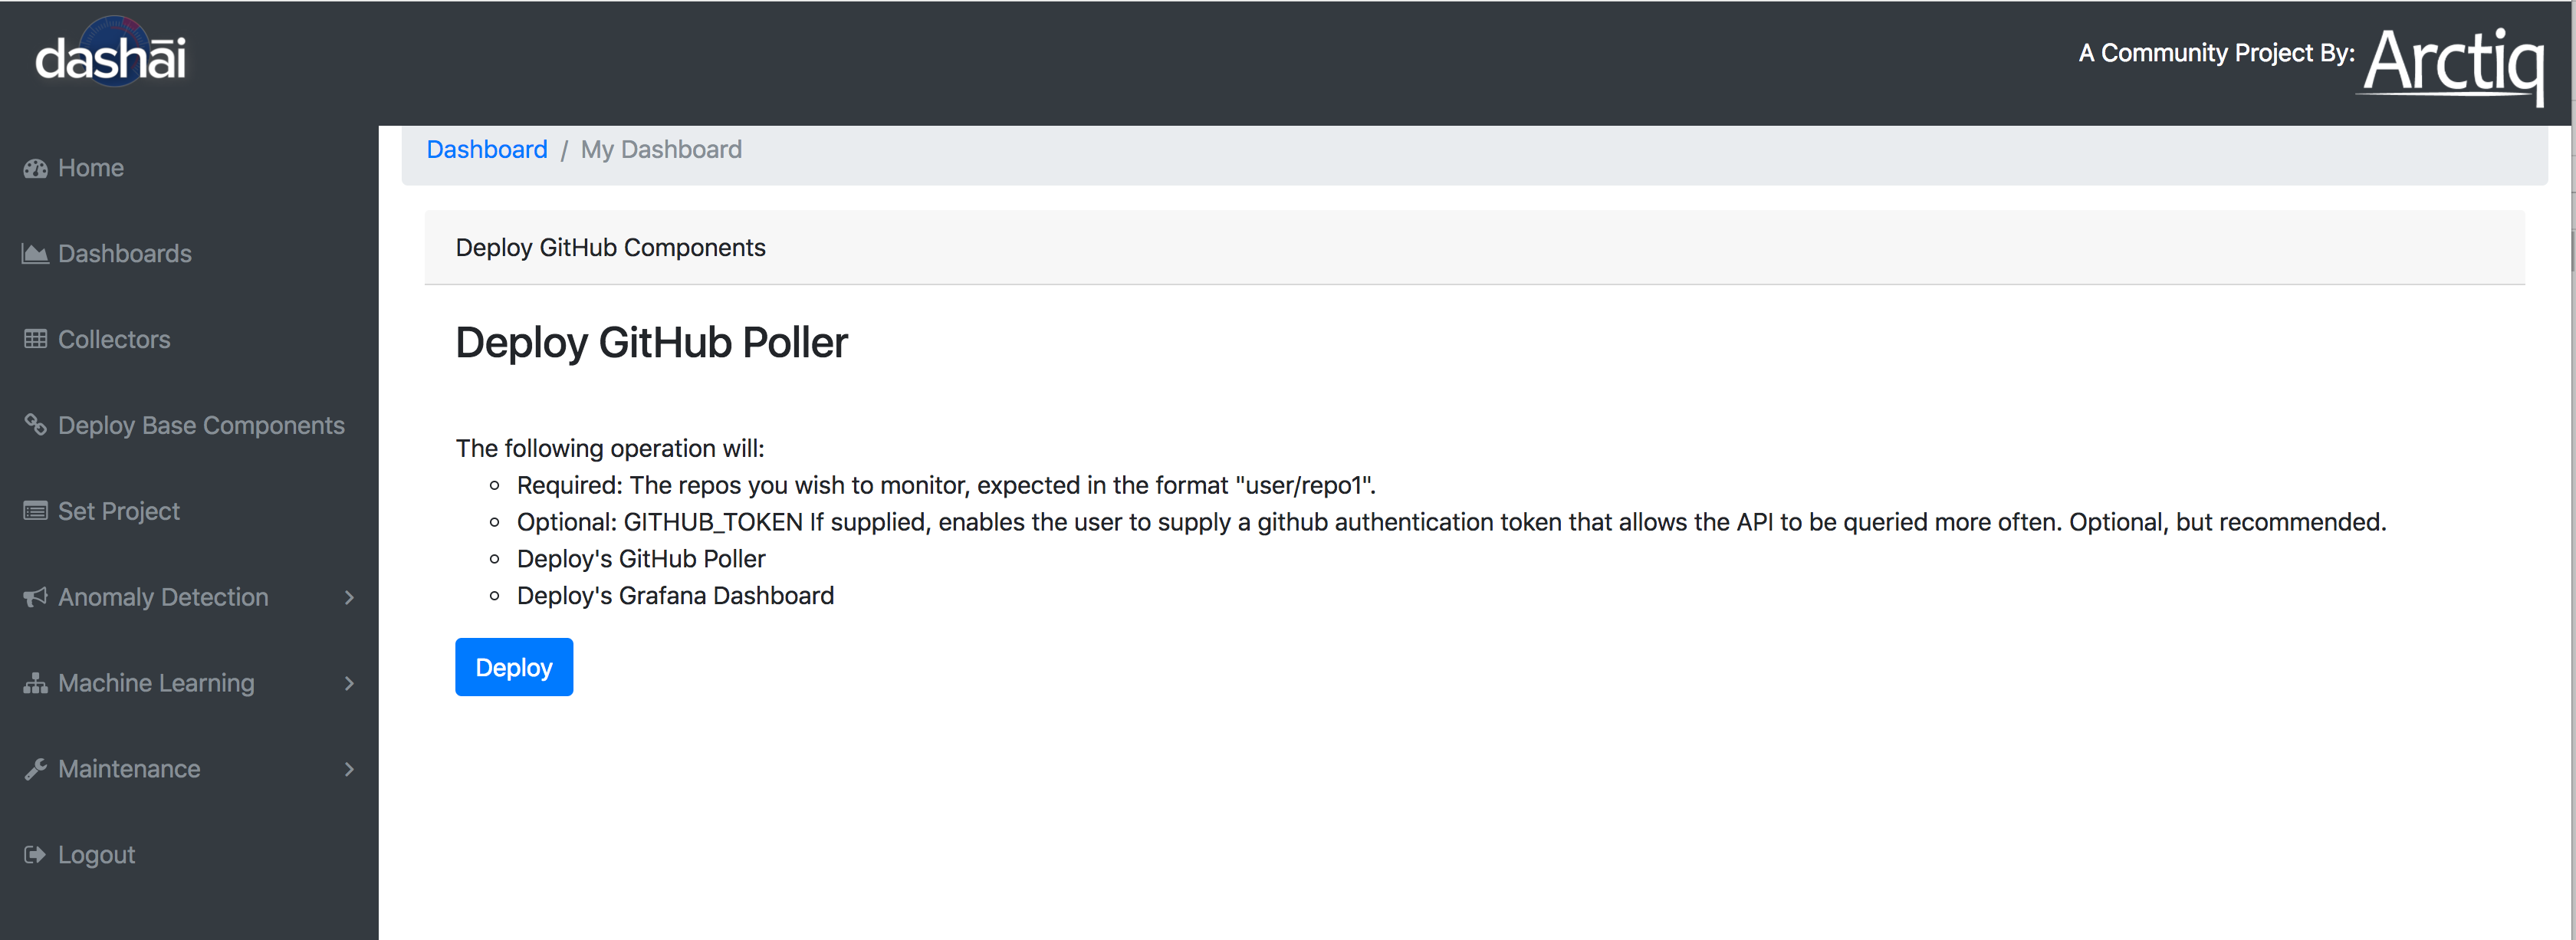 dashāi
A Community Project By: Arctiq
Home
Dashboards
Collectors
Deploy Base Components
Set Project
Anomaly Detection
Machine Learning
Maintenance
Logout
Dashboard / My Dashboard
Deploy GitHub Components
Deploy GitHub Poller
The following operation will:
Required: The repos you wish to monitor, expected in the format "user/repo1".
Optional: GITHUB_TOKEN If supplied, enables the user to supply a github authentication token that allows the API to be queried more often. Optional, but recommended.
Deploy's GitHub Poller
Deploy's Grafana Dashboard
Deploy